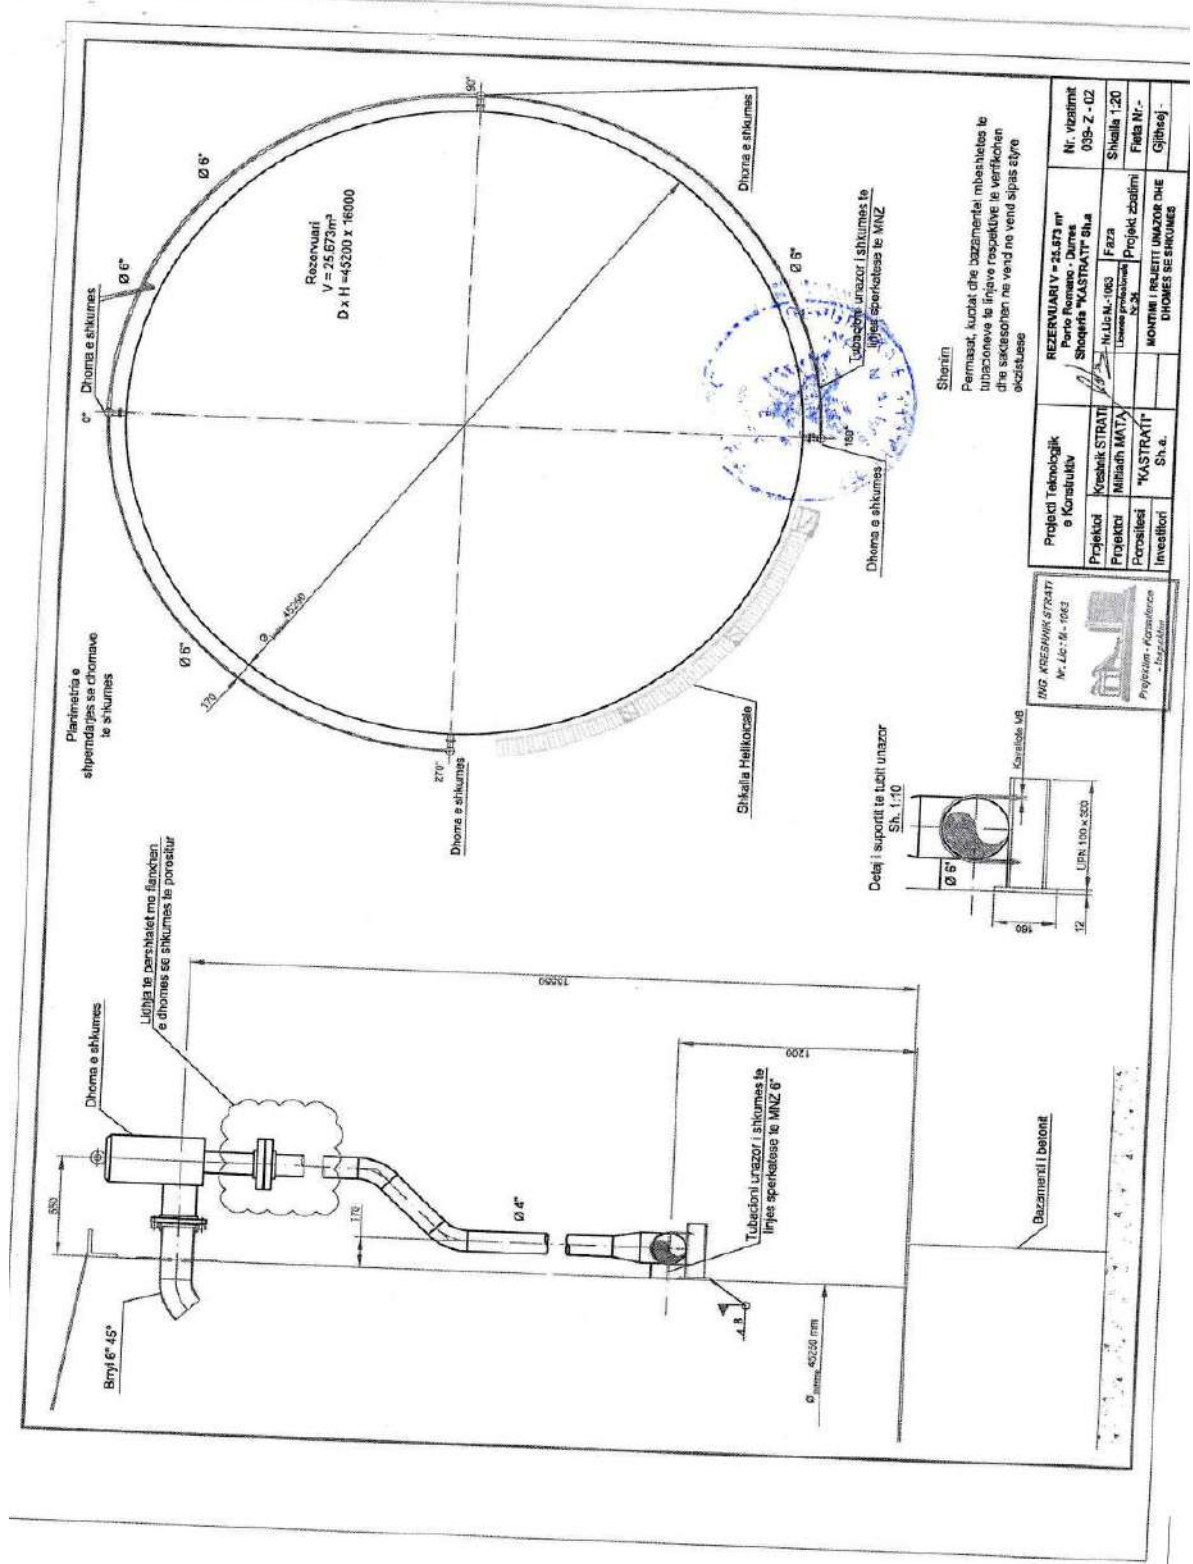 Planimetria e
shperndarjes se dhomave
te shkumes
Dhoma e shkumes
0°
Ø 6"
Ø 6"
90°
Rezervuari
V = 25.673m³
D x H =45200 x 16000
Dhoma e shkumes
Ø 6"
370
Ø
45250
270°
Dhoma e shkumes
Ø 6"
Tubacioni unazor i shkumes te
linjes sperkatese te MNZ
180°
Dhoma e shkumes
Shkalla Helikoidale
Shenim
Permasat, kuotat dhe bazamentet mbeshtetes te
tubacioneve te linjave respektive te verifikohen
dhe saktesohen ne vend ne vend sipas atyre
ekzistuese
Dhoma e shkumes
Lidhja te pershtatet me flanxhen
e dhomes se shkumes te porositur
550
Brryl 6" 45°
170
Ø 4"
Tubacioni unazor i shkumes te
linjes sperkatese te MNZ 6"
1200
45250 mm
Bazamenti i betonit
Detaj i suportit te tubit unazor
Sh. 1:10
Ø 6"
Kavaliote M8
160
12
UPN 100 x 300
ING. KRESHNIK STRATI
Nr. Lic: M - 1063
Projekti Teknologjik
e Konstruktiv
REZERVUARI V = 25.673 m³
Porto Romano - Durres
Shoqeria "KASTRATI" Sh.a
Nr. vizatimit
039- Z - 02
Projektoi
Kreshnik STRATI
Nr.Lic M.-1063
Faza
Shkalla 1:20
Projektoi
Miltiadh MATA
Projekt zbatimi
Fleta Nr.-
Porositesi
"KASTRATI"
Sh.a.
Investitori
MONTIMI I RRJETIT UNAZOR DHE
DHOMES SE SHKUMES
Gjithsej -